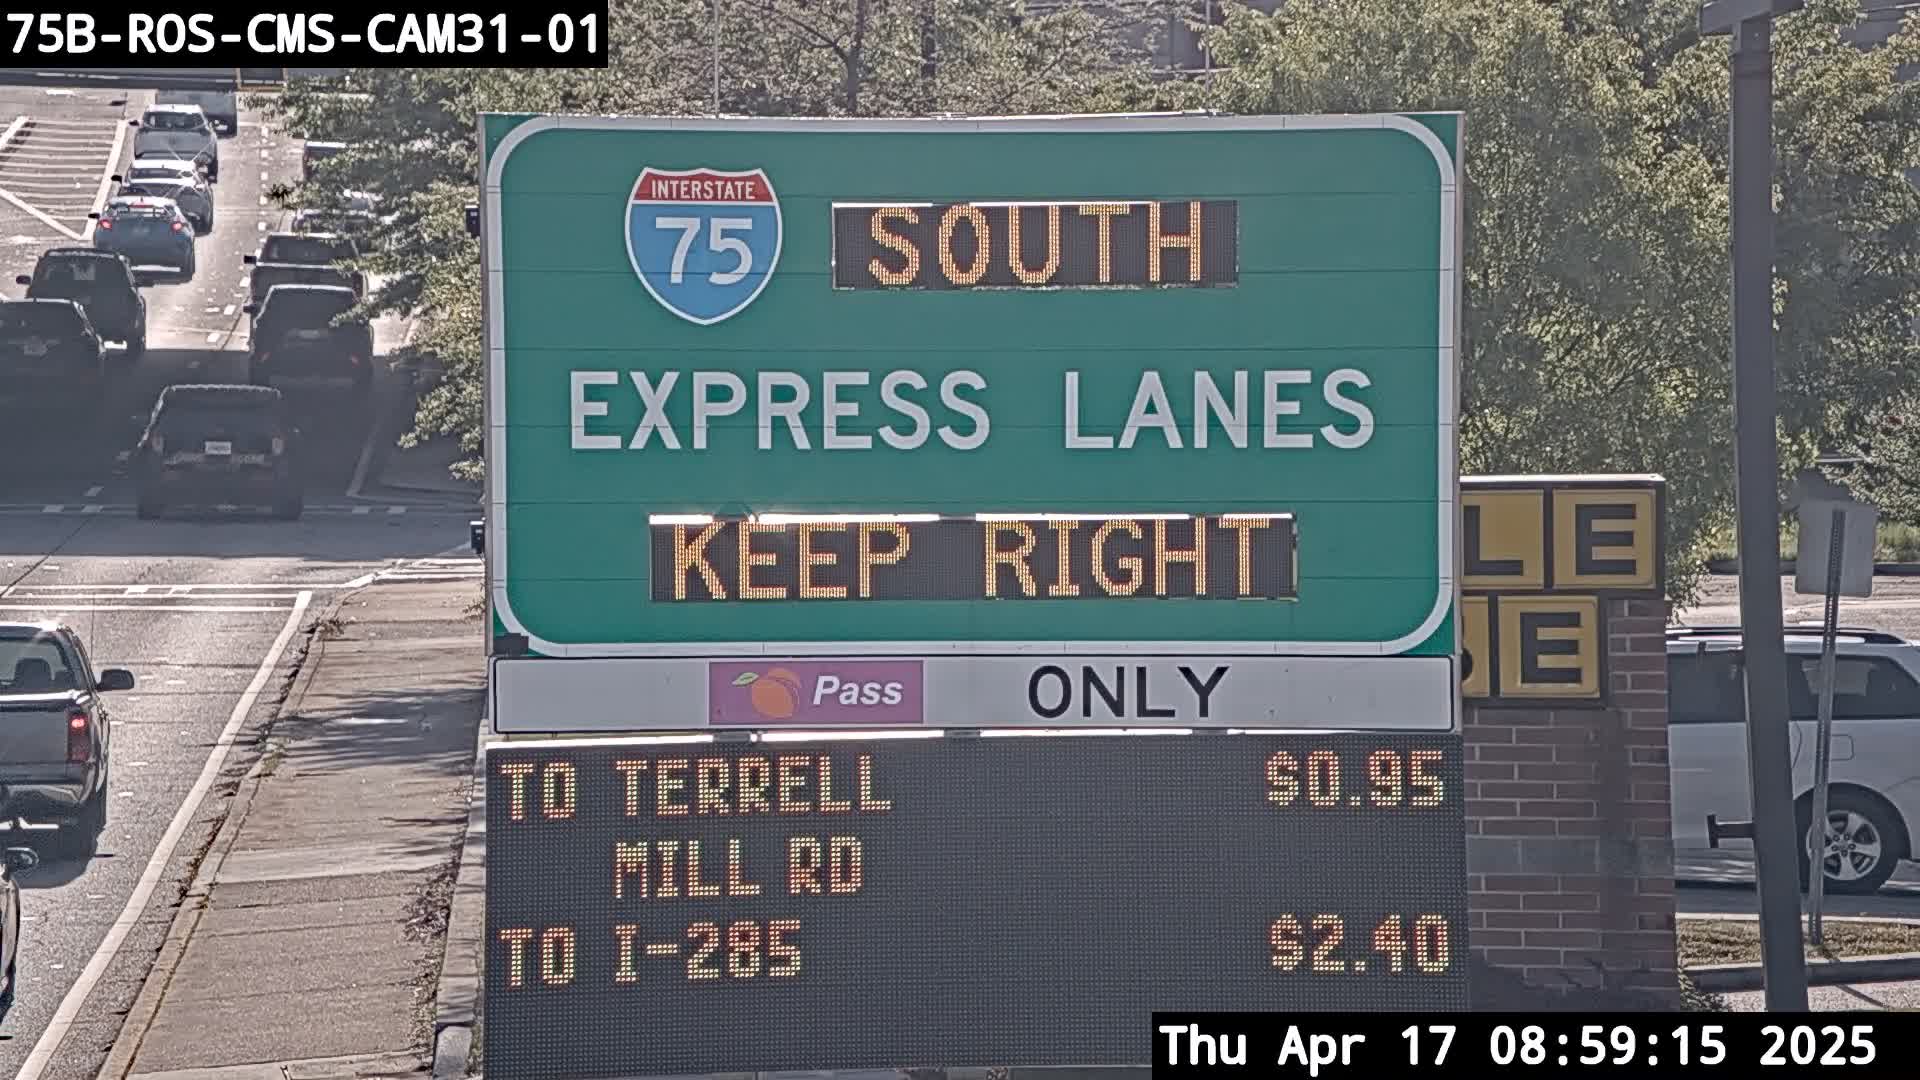 75B-ROS-CMS-CAM31-01
INTERSTATE
75
SOUTH
EXPRESS LANES
KEEP RIGHT
Pass ONLY
TO TERRELL $0.95
MILL RD
TO I-285 $2.40
LE
E
Thu Apr 17 08:59:15 2025